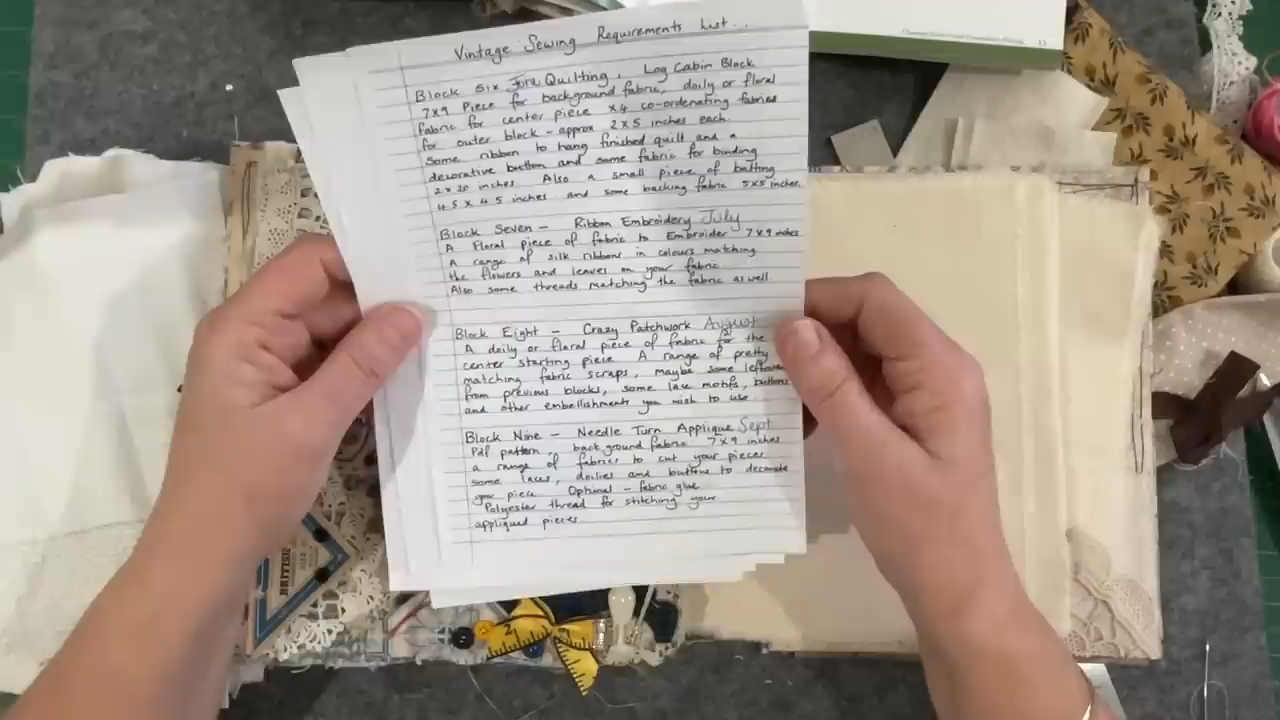 Vintage Sewing Requirements List..
Block Six June Quilting, Log Cabin Block
7x9 Piece for background fabric, doily or floral
fabric for center piece x4 co-ordenating fabrics
for outer block - approx 2x5 inches each.
Some ribbon to hang finished quilt and a
decorative button and some fabric for binding
2x20 inches Also a small piece of batting
4.5 x 4.5 inches and some backing fabric 5x5 inches.
Block Seven - Ribbon Embroidery July
A Floral piece of fabric to Embroider 7x9 inches
A range of silk ribbons in colours matching
the flowers and leaves on your fabric
Also some threads matching the fabric as well
Block Eight - Crazy Patchwork August
A doily or floral piece of fabric for the
center starting piece A range of pretty
matching fabric scraps, maybe some leftover
from previous blocks, some lace motifs, buttons
and other embellishments you wish to use
Block Nine - Needle Turn Applique Sept
Pdf pattern, background fabric 7x9 inches
a range of fabrics to cut your pieces
some laces, doilies and buttons to decorate
your piece Optional - fabric glue
Polyester thread for stitching your
appliqued pieces
BRITISH
2